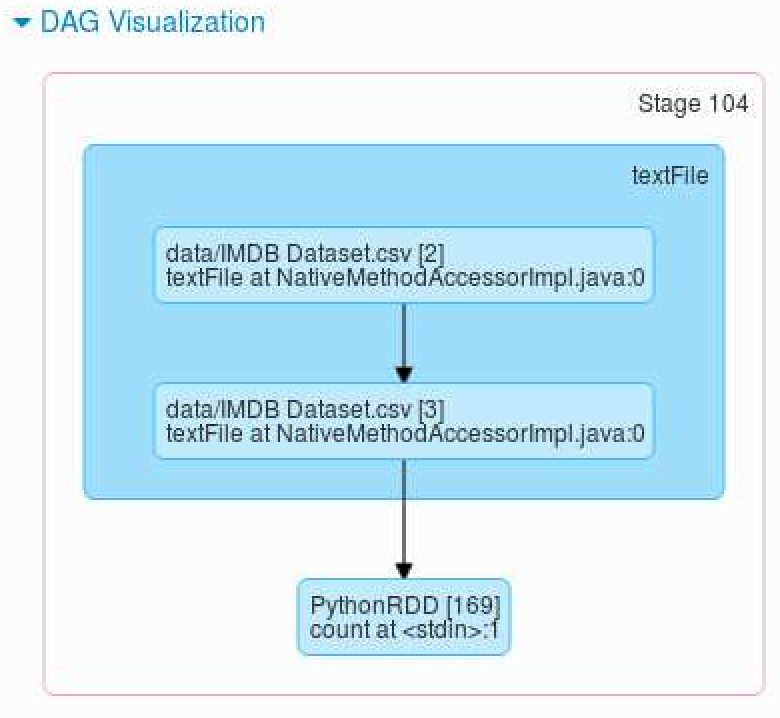 DAG Visualization
Stage 104
textFile
data/IMDB Dataset.csv [2]
textFile at NativeMethodAccessorImpl.java:0
data/IMDB Dataset.csv [3]
textFile at NativeMethodAccessorImpl.java:0
PythonRDD [169]
count at <stdin>:1